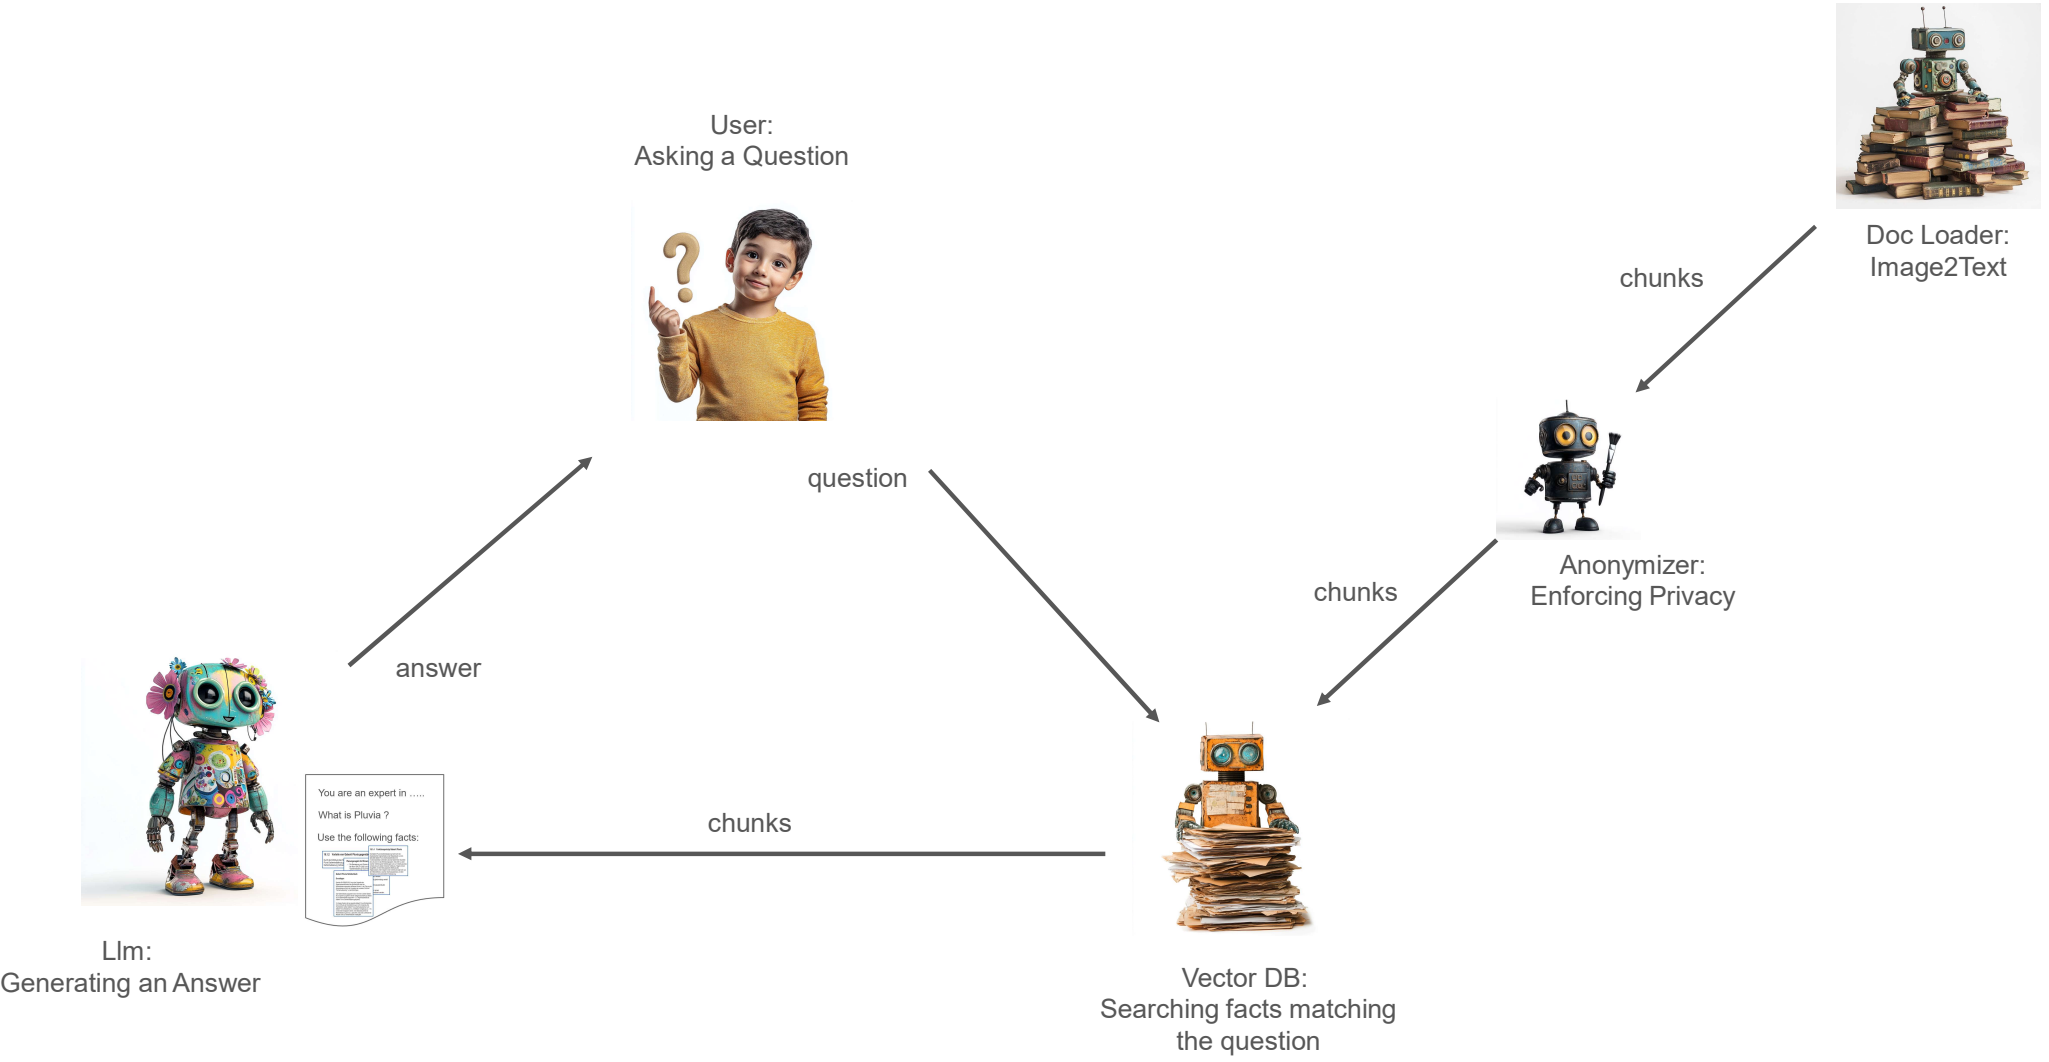 User:
Asking a Question
Doc Loader:
Image2Text
chunks
question
Anonymizer:
Enforcing Privacy
chunks
answer
You are an expert in .....
What is Pluvia ?
Use the following facts:
chunks
Llm:
Generating an Answer
Vector DB:
Searching facts matching
the question